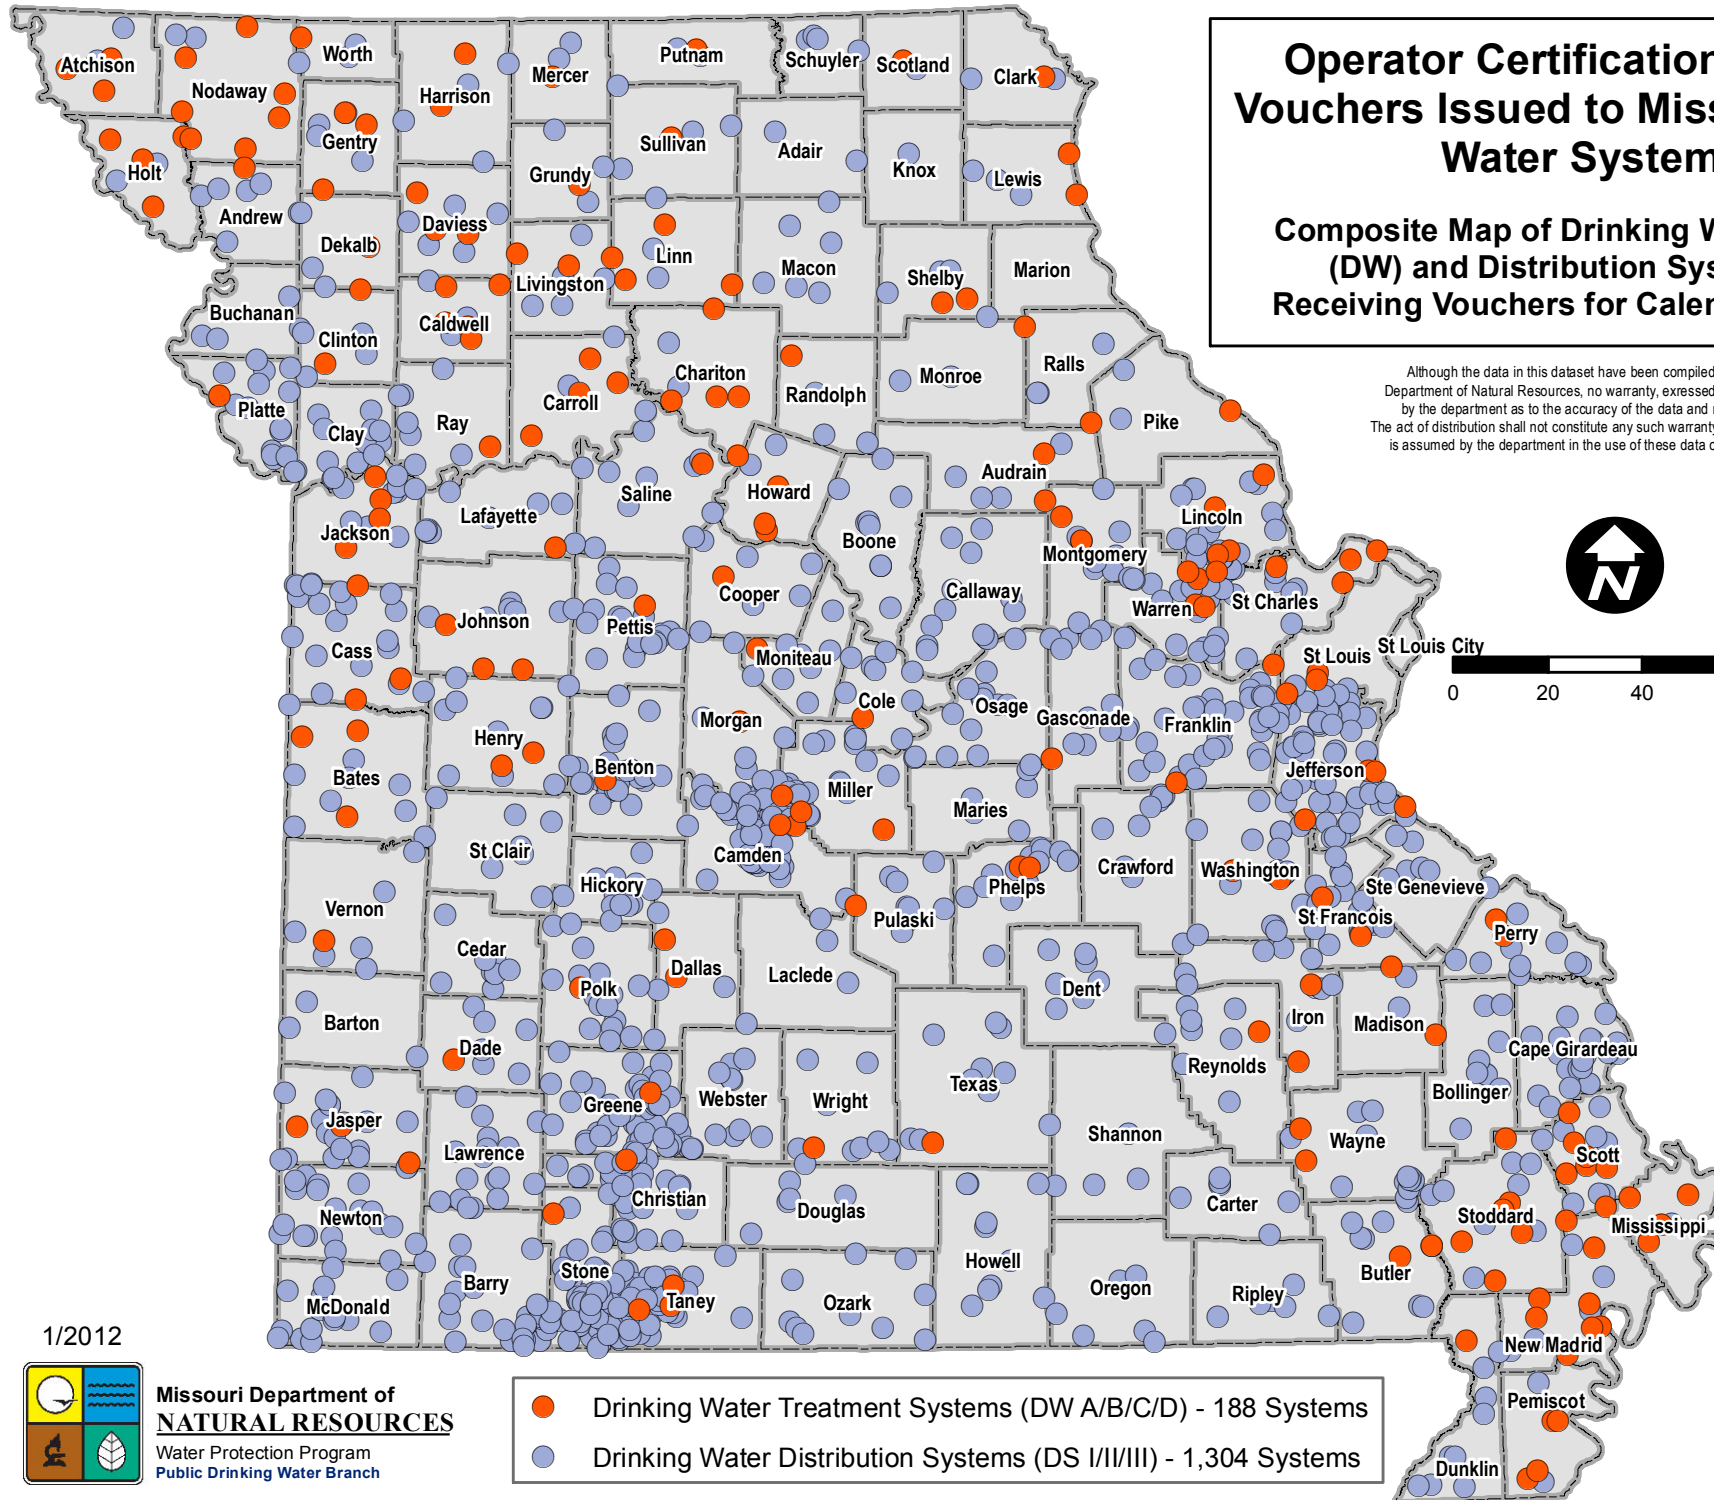 Operator Certification
Vouchers Issued to Miss
Water System
Composite Map of Drinking W
(DW) and Distribution Sys
Receiving Vouchers for Calen
Although the data in this dataset have been compiled
Department of Natural Resources, no warranty, exressed
by the department as to the accuracy of the data and
The act of distribution shall not constitute any such warranty
is assumed by the department in the use of these data o
N
0 20 40
Atchison
Nodaway
Worth
Harrison
Mercer
Putnam
Schuyler
Scotland
Clark
Holt
Gentry
Grundy
Sullivan
Adair
Knox
Lewis
Andrew
Dekalb
Daviess
Livingston
Linn
Macon
Shelby
Marion
Buchanan
Clinton
Caldwell
Platte
Clay
Ray
Carroll
Chariton
Randolph
Monroe
Ralls
Pike
Jackson
Lafayette
Saline
Howard
Boone
Audrain
Montgomery
Lincoln
Cass
Johnson
Pettis
Cooper
Moniteau
Callaway
Warren
St Charles
St Louis
St Louis City
Bates
Henry
Benton
Morgan
Cole
Miller
Osage
Gasconade
Franklin
Jefferson
Vernon
St Clair
Hickory
Camden
Maries
Pulaski
Phelps
Crawford
Washington
Ste Genevieve
St Francois
Perry
Barton
Cedar
Polk
Dallas
Laclede
Dent
Iron
Madison
Cape Girardeau
Dade
Jasper
Lawrence
Greene
Webster
Wright
Texas
Shannon
Reynolds
Wayne
Bollinger
Scott
Newton
Christian
Douglas
Howell
Carter
Stoddard
Mississippi
McDonald
Barry
Stone
Taney
Ozark
Oregon
Ripley
Butler
New Madrid
Pemiscot
Dunklin
1/2012
Missouri Department of
NATURAL RESOURCES
Water Protection Program
Public Drinking Water Branch
Drinking Water Treatment Systems (DW A/B/C/D) - 188 Systems
Drinking Water Distribution Systems (DS I/II/III) - 1,304 Systems